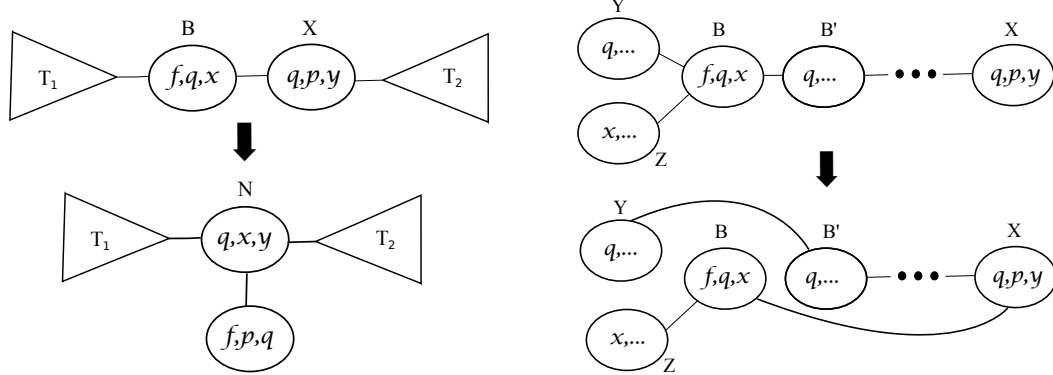 B X
T1 f,q,x q,p,y T2
N
T1 q,x,y T2
f,p,q
Y
q,... B B' X
f,q,x q,... ••• q,p,y
x,...
Z
Y B B' X
q,...
f,q,x q,... ••• q,p,y
x,...
Z